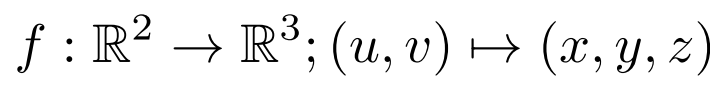 f : ℝ² → ℝ³; (u, v) ↦ (x, y, z)